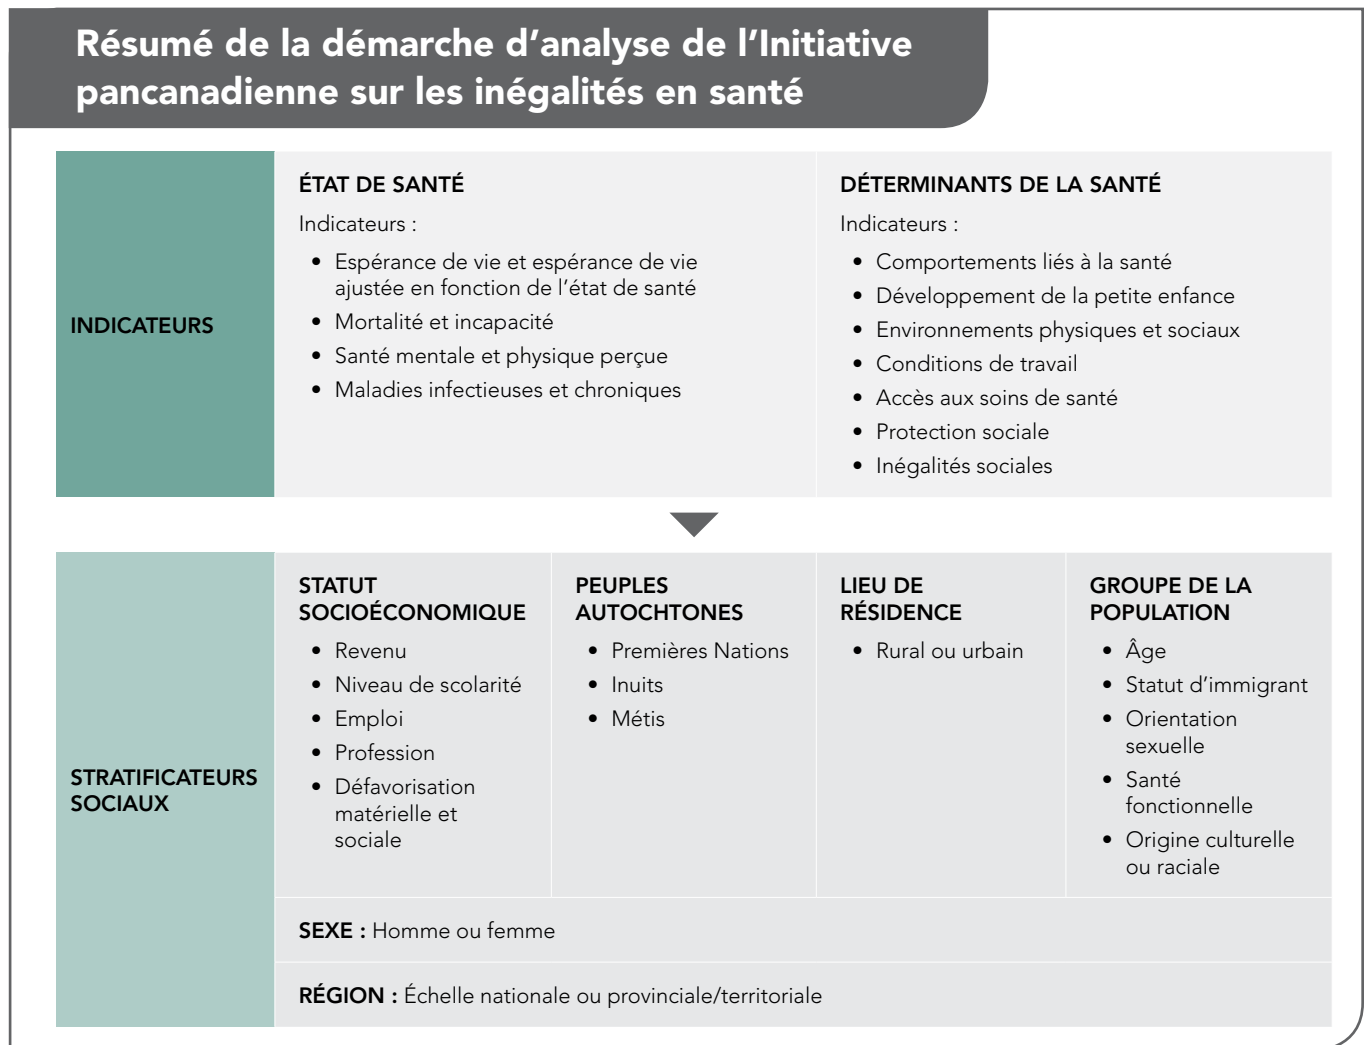 Résumé de la démarche d’analyse de l’Initiative
pancanadienne sur les inégalités en santé
INDICATEURS
ÉTAT DE SANTÉ
Indicateurs :
• Espérance de vie et espérance de vie
ajustée en fonction de l’état de santé
• Mortalité et incapacité
• Santé mentale et physique perçue
• Maladies infectieuses et chroniques
DÉTERMINANTS DE LA SANTÉ
Indicateurs :
• Comportements liés à la santé
• Développement de la petite enfance
• Environnements physiques et sociaux
• Conditions de travail
• Accès aux soins de santé
• Protection sociale
• Inégalités sociales
STRATIFICATEURS
SOCIAUX
STATUT
SOCIOÉCONOMIQUE
• Revenu
• Niveau de scolarité
• Emploi
• Profession
• Défavorisation
matérielle et
sociale
PEUPLES
AUTOCHTONES
• Premières Nations
• Inuits
• Métis
LIEU DE
RÉSIDENCE
• Rural ou urbain
GROUPE DE LA
POPULATION
• Âge
• Statut d’immigrant
• Orientation
sexuelle
• Santé
fonctionnelle
• Origine culturelle
ou raciale
SEXE : Homme ou femme
RÉGION : Échelle nationale ou provinciale/territoriale